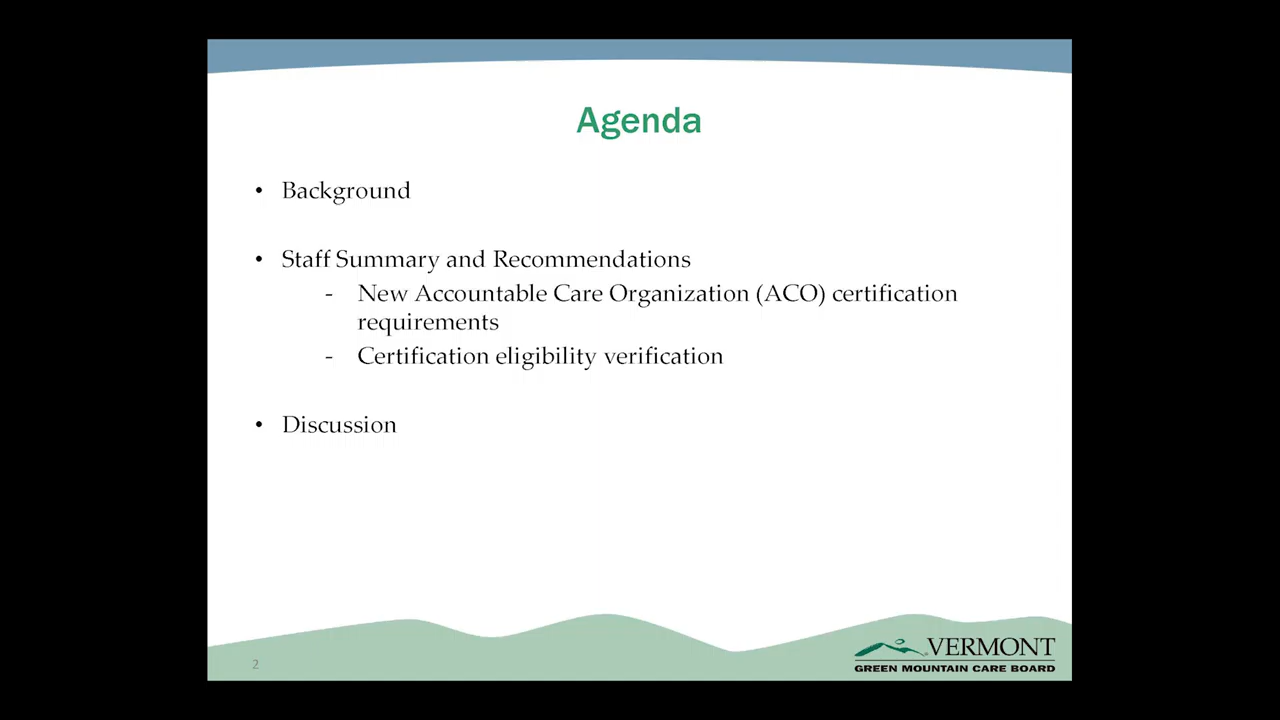 Agenda
• Background
• Staff Summary and Recommendations
- New Accountable Care Organization (ACO) certification
requirements
- Certification eligibility verification
• Discussion
2
VERMONT
GREEN MOUNTAIN CARE BOARD